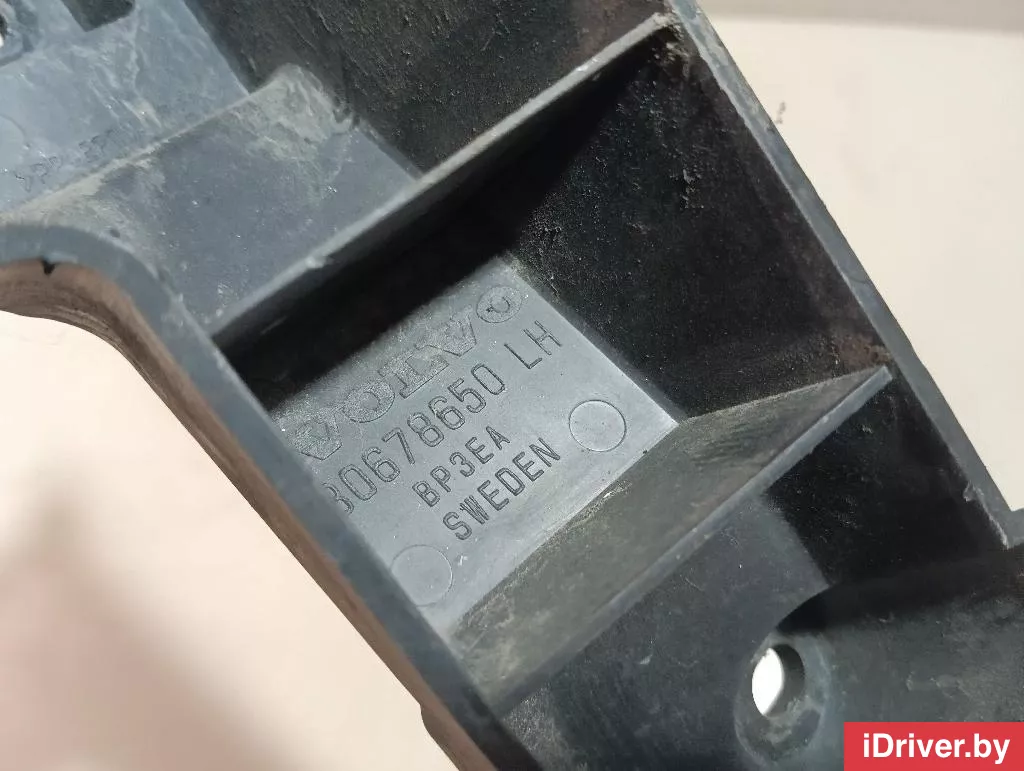 VOLVO
30678650 LH
BP3EA
SWEDEN
iDriver.by